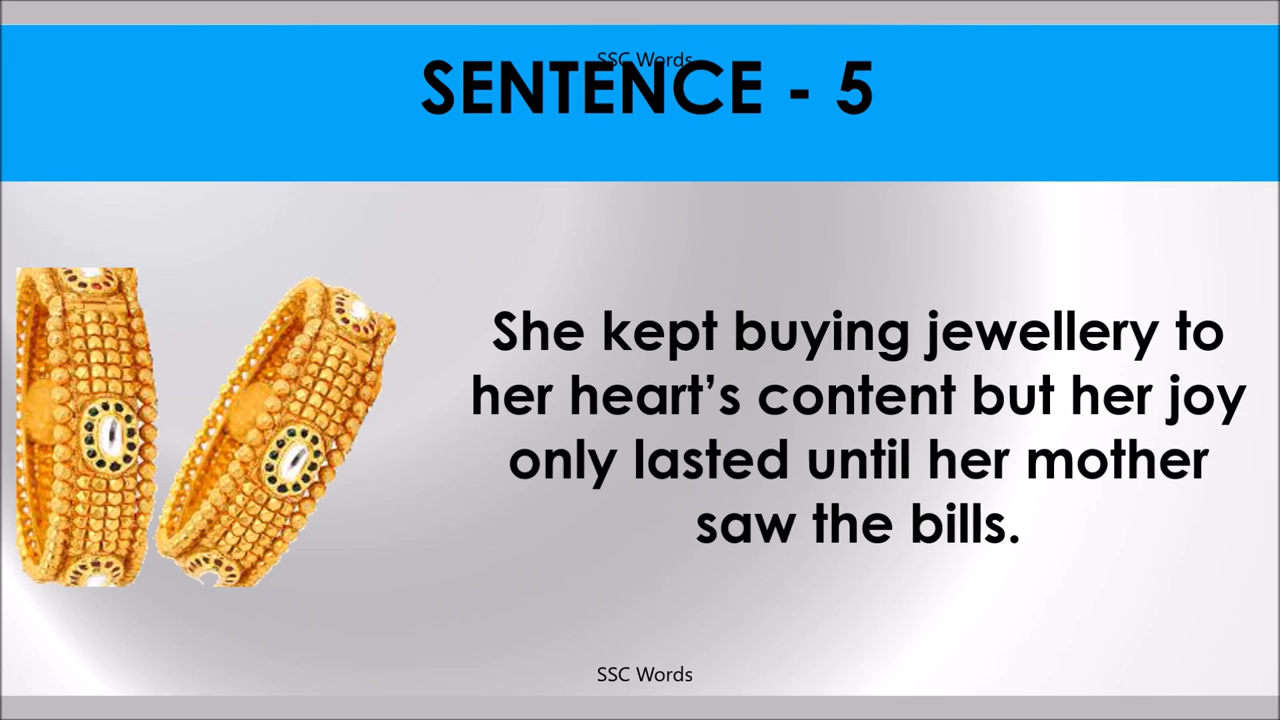 SSC Words
SENTENCE - 5
She kept buying jewellery to
her heart’s content but her joy
only lasted until her mother
saw the bills.
SSC Words